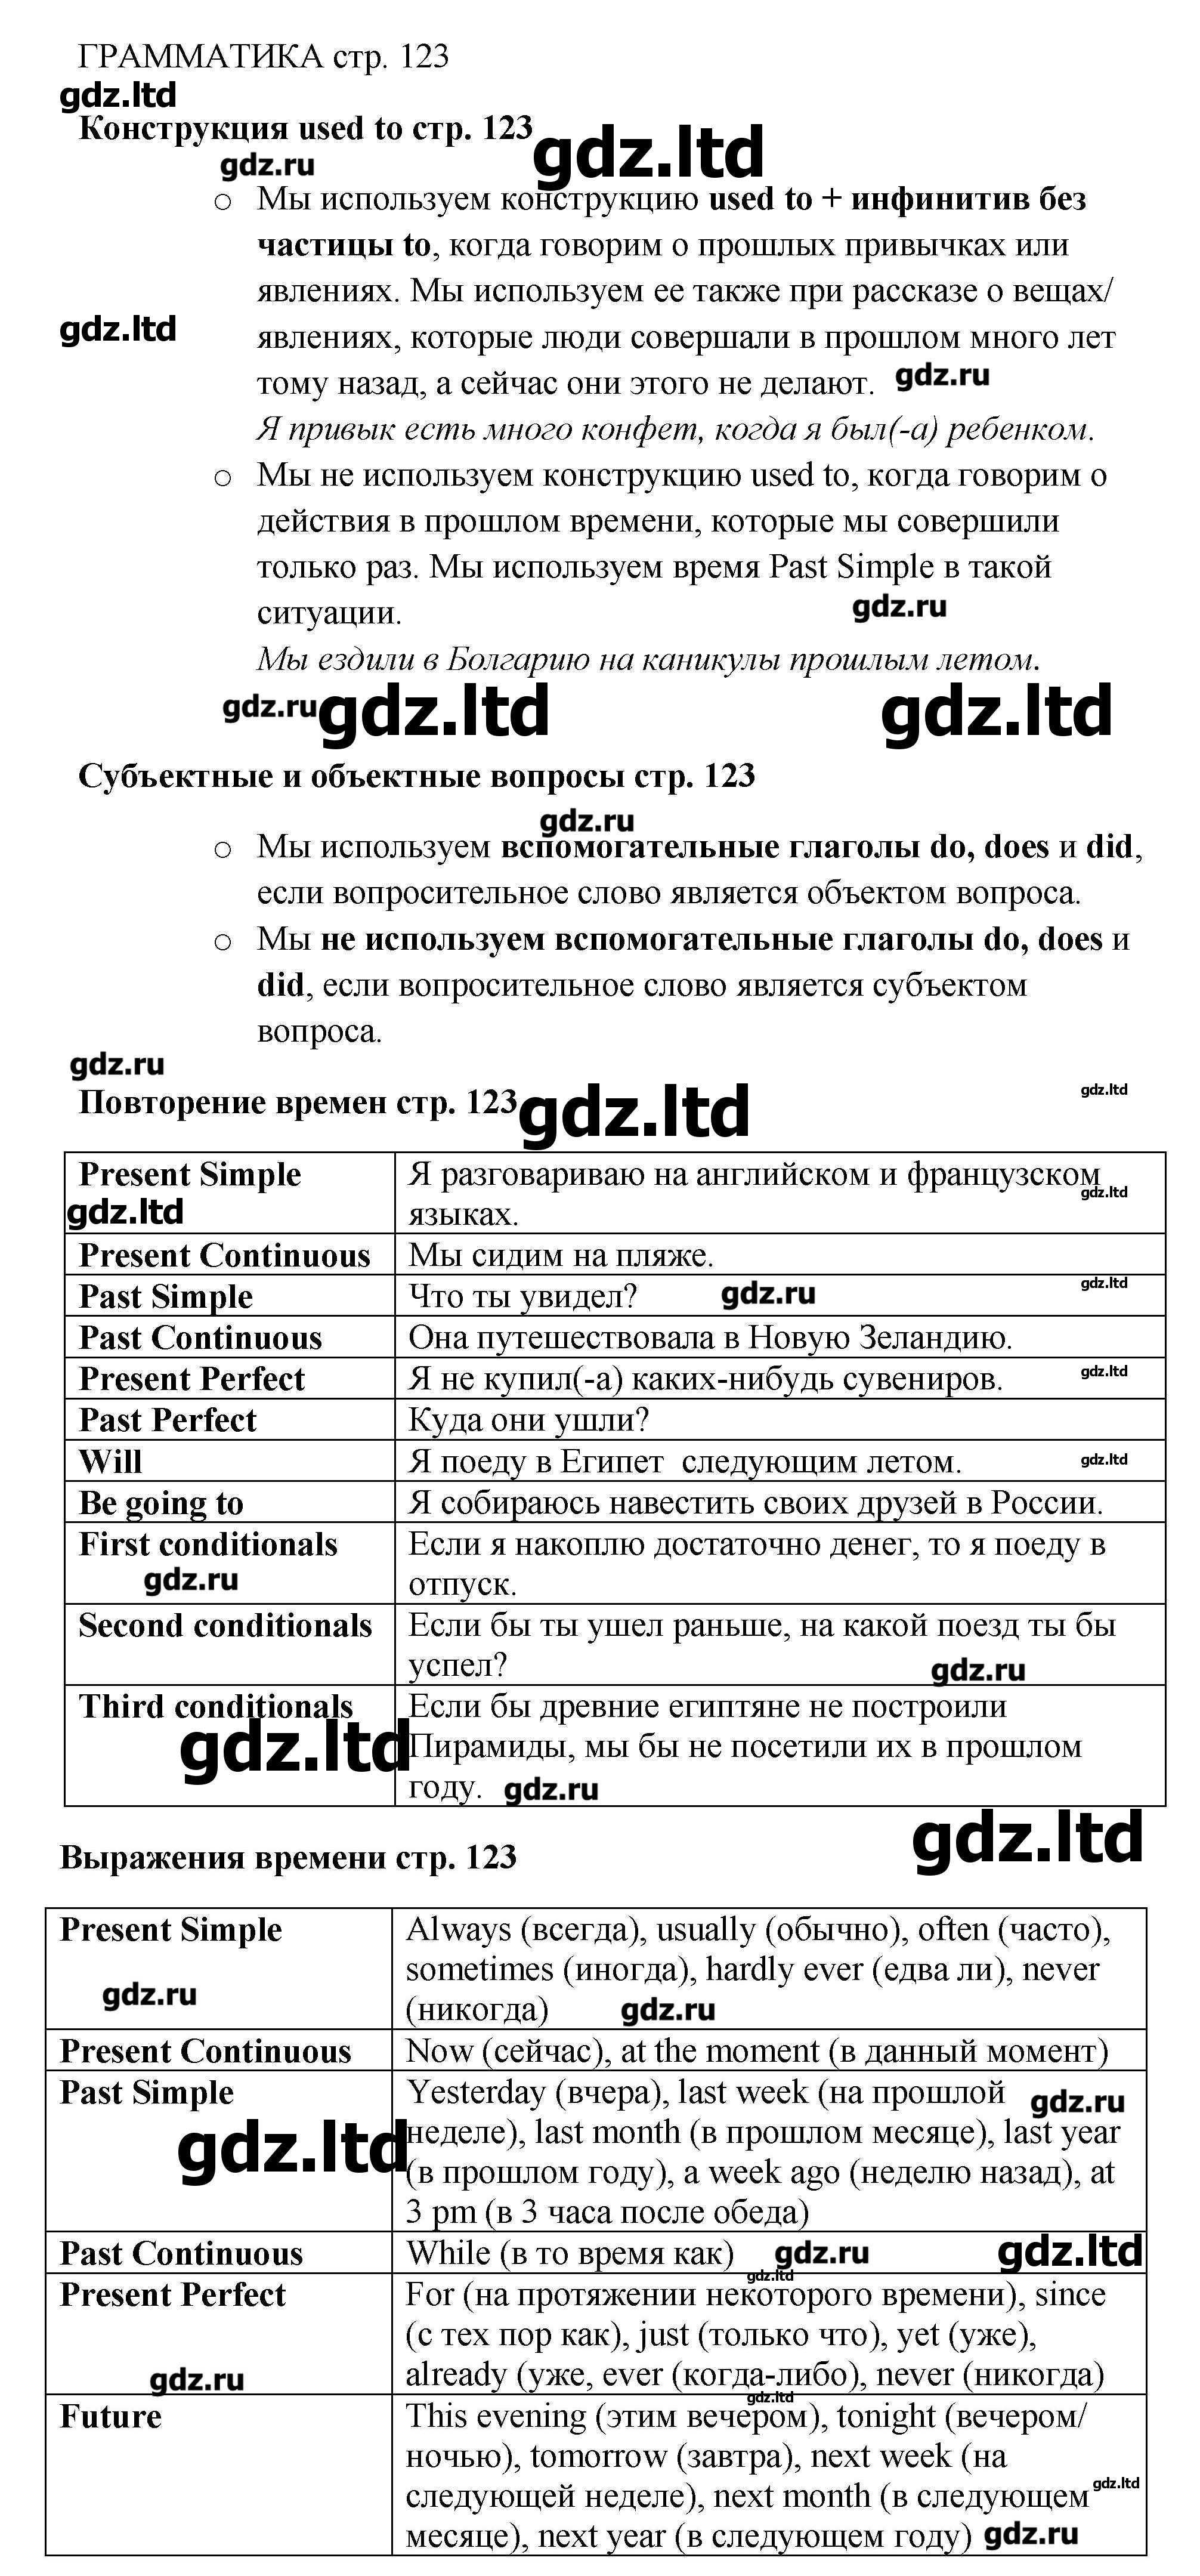 ГРАММАТИКА стр. 123
gdz.ltd
Конструкция used to стр. 123
gdz.ltd
gdz.ru
o Мы используем конструкцию used to + инфинитив без
частицы to, когда говорим о прошлых привычках или
явлениях. Мы используем ее также при рассказе о вещах/
gdz.ltd
явлениях, которые люди совершали в прошлом много лет
тому назад, а сейчас они этого не делают. gdz.ru
Я привык есть много конфет, когда я был(-а) ребенком.
o Мы не используем конструкцию used to, когда говорим о
действия в прошлом времени, которые мы совершили
только раз. Мы используем время Past Simple в такой
ситуации. gdz.ru
Мы ездили в Болгарию на каникулы прошлым летом.
gdz.ru gdz.ltd gdz.ltd
Субъектные и объектные вопросы стр. 123
gdz.ru
o Мы используем вспомогательные глаголы do, does и did,
если вопросительное слово является объектом вопроса.
o Мы не используем вспомогательные глаголы do, does и
did, если вопросительное слово является субъектом
вопроса.
gdz.ru
Повторение времен стр. 123 gdz.ltd gdz.ltd
Present Simple Я разговариваю на английском и французском
gdz.ltd языках. gdz.ltd
Present Continuous Мы сидим на пляже.
Past Simple Что ты увидел? gdz.ru gdz.ltd
Past Continuous Она путешествовала в Новую Зеландию.
Present Perfect Я не купил(-а) каких-нибудь сувениров. gdz.ltd
Past Perfect Куда они ушли?
Will Я поеду в Египет следующим летом. gdz.ltd
Be going to Я собираюсь навестить своих друзей в России.
First conditionals Если я накоплю достаточно денег, то я поеду в
gdz.ru отпуск.
Second conditionals Если бы ты ушел раньше, на какой поезд ты бы
успел? gdz.ru
Third conditionals Если бы древние египтяне не построили
gdz.ltd Пирамиды, мы бы не посетили их в прошлом
году. gdz.ru
gdz.ltd
Выражения времени стр. 123
Present Simple Always (всегда), usually (обычно), often (часто),
sometimes (иногда), hardly ever (едва ли), never
gdz.ru (никогда) gdz.ru
Present Continuous Now (сейчас), at the moment (в данный момент)
Past Simple Yesterday (вчера), last week (на прошлой gdz.ru
gdz.ltd неделе), last month (в прошлом месяце), last year
(в прошлом году), a week ago (неделю назад), at
3 pm (в 3 часа после обеда)
Past Continuous While (в то время как) gdz.ru gdz.ltd
gdz.ltd
Present Perfect For (на протяжении некоторого времени), since
(с тех пор как), just (только что), yet (уже),
gdz.ru already (уже, ever (когда-либо), never (никогда)
gdz.ltd
Future This evening (этим вечером), tonight (вечером/
ночью), tomorrow (завтра), next week (на
следующей неделе), next month (в следующем gdz.ltd
месяце), next year (в следующем году) gdz.ru